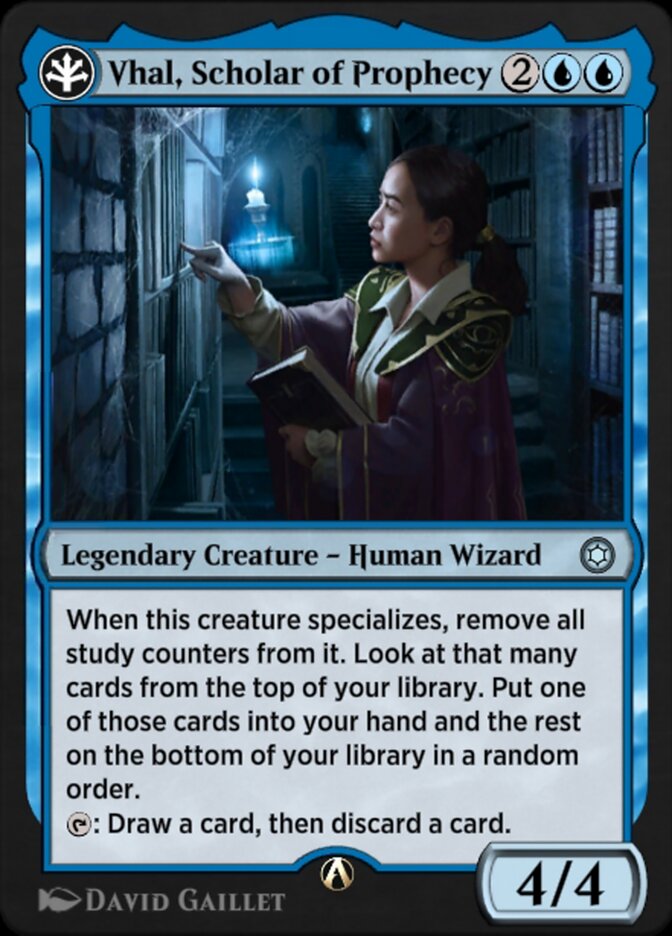 Vhal, Scholar of Prophecy 2
Legendary Creature – Human Wizard
When this creature specializes, remove all
study counters from it. Look at that many
cards from the top of your library. Put one
of those cards into your hand and the rest
on the bottom of your library in a random
order.
: Draw a card, then discard a card.
4/4
DAVID GAILLET